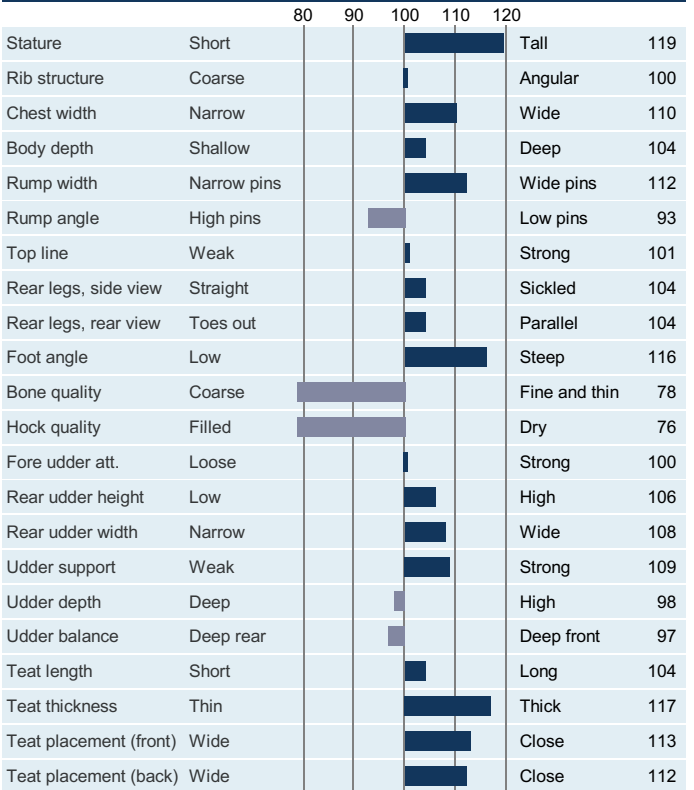 80 90 100 110 120
Stature Short Tall 119
Rib structure Coarse Angular 100
Chest width Narrow Wide 110
Body depth Shallow Deep 104
Rump width Narrow pins Wide pins 112
Rump angle High pins Low pins 93
Top line Weak Strong 101
Rear legs, side view Straight Sickled 104
Rear legs, rear view Toes out Parallel 104
Foot angle Low Steep 116
Bone quality Coarse Fine and thin 78
Hock quality Filled Dry 76
Fore udder att. Loose Strong 100
Rear udder height Low High 106
Rear udder width Narrow Wide 108
Udder support Weak Strong 109
Udder depth Deep High 98
Udder balance Deep rear Deep front 97
Teat length Short Long 104
Teat thickness Thin Thick 117
Teat placement (front) Wide Close 113
Teat placement (back) Wide Close 112